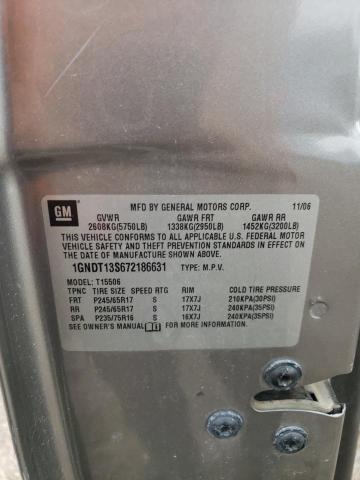 GM
MFD BY GENERAL MOTORS CORP. 11/06
GVWR GAWR FRT GAWR RR
2608KG(5750LB) 1338KG(2950LB) 1452KG(3200LB)
THIS VEHICLE CONFORMS TO ALL APPLICABLE U.S. FEDERAL MOTOR
VEHICLE SAFETY AND THEFT PREVENTION STANDARDS IN EFFECT ON THE
DATE OF MANUFACTURE SHOWN ABOVE.
1GNDT13S672186631 TYPE: M.P.V.
MODEL: T15506
TPNC TIRE SIZE SPEED RTG RIM COLD TIRE PRESSURE
FRT P245/65R17 S 17X7J 210KPA(30PSI)
RR P245/65R17 S 17X7J 240KPA(35PSI)
SPA P235/75R16 S 16X7J 240KPA(35PSI)
SEE OWNER'S MANUAL FOR ADDITIONAL INFORMATION.